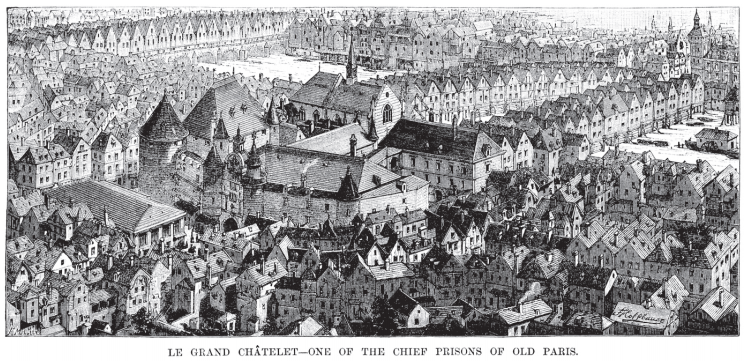 LE GRAND CHÂTELET—ONE OF THE CHIEF PRISONS OF OLD PARIS.